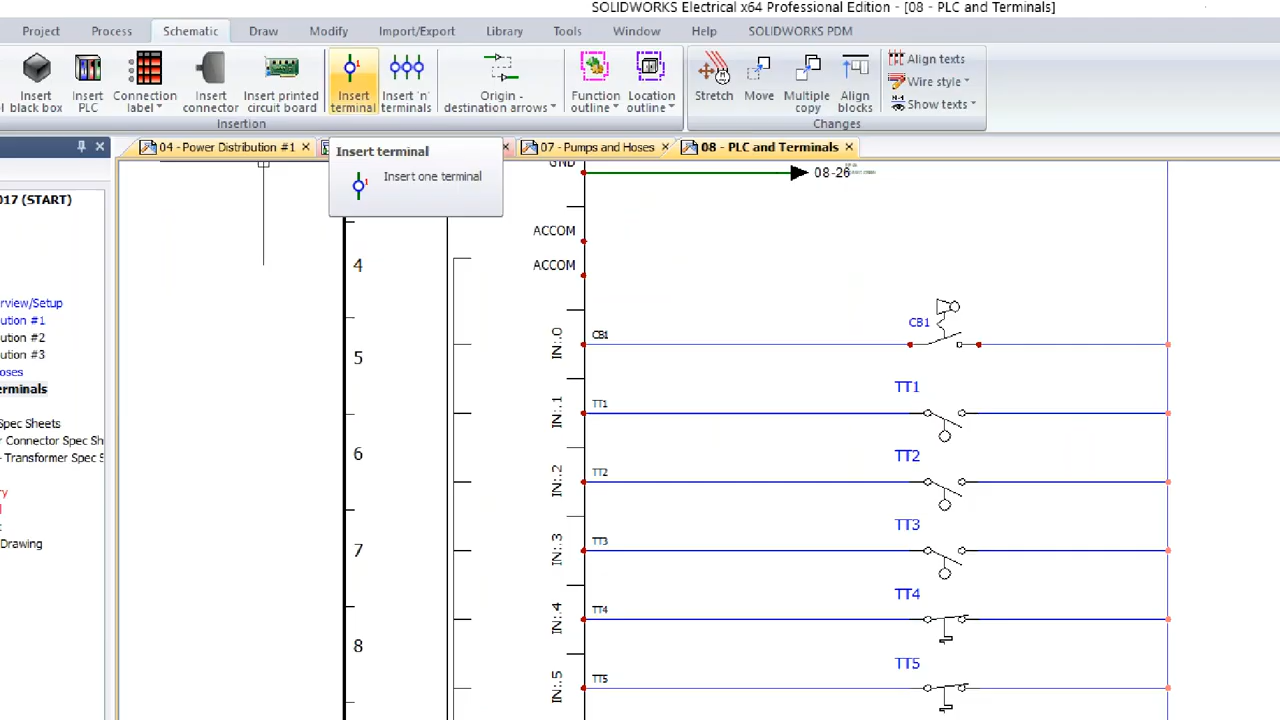 SOLIDWORKS Electrical x64 Professional Edition - [08 - PLC and Terminals]
Project Process Schematic Draw Modify Import/Export Library Tools Window Help SOLIDWORKS PDM
Insert black box
Insert PLC
Connection label
Insert connector
Insert printed circuit board
Insert terminal
Insert 'n' terminals
Origin - destination arrows
Function outline
Location outline
Stretch
Move
Multiple copy
Align blocks
Align texts
Wire style
Show texts
Insertion
Changes
04 - Power Distribution #1
07 - Pumps and Hoses
08 - PLC and Terminals
Insert terminal
Insert one terminal
017 (START)
rview/Setup
ution #1
ution #2
ution #3
oses
erminals
Spec Sheets
r Connector Spec Sh
- Transformer Spec S
ry
Drawing
4
5
6
7
8
GND
08-26
ACCOM
ACCOM
IN:.0
CB1
CB1
IN:.1
TT1
TT1
IN:.2
TT2
TT2
IN:.3
TT3
TT3
IN:.4
TT4
TT4
IN:.5
TT5
TT5